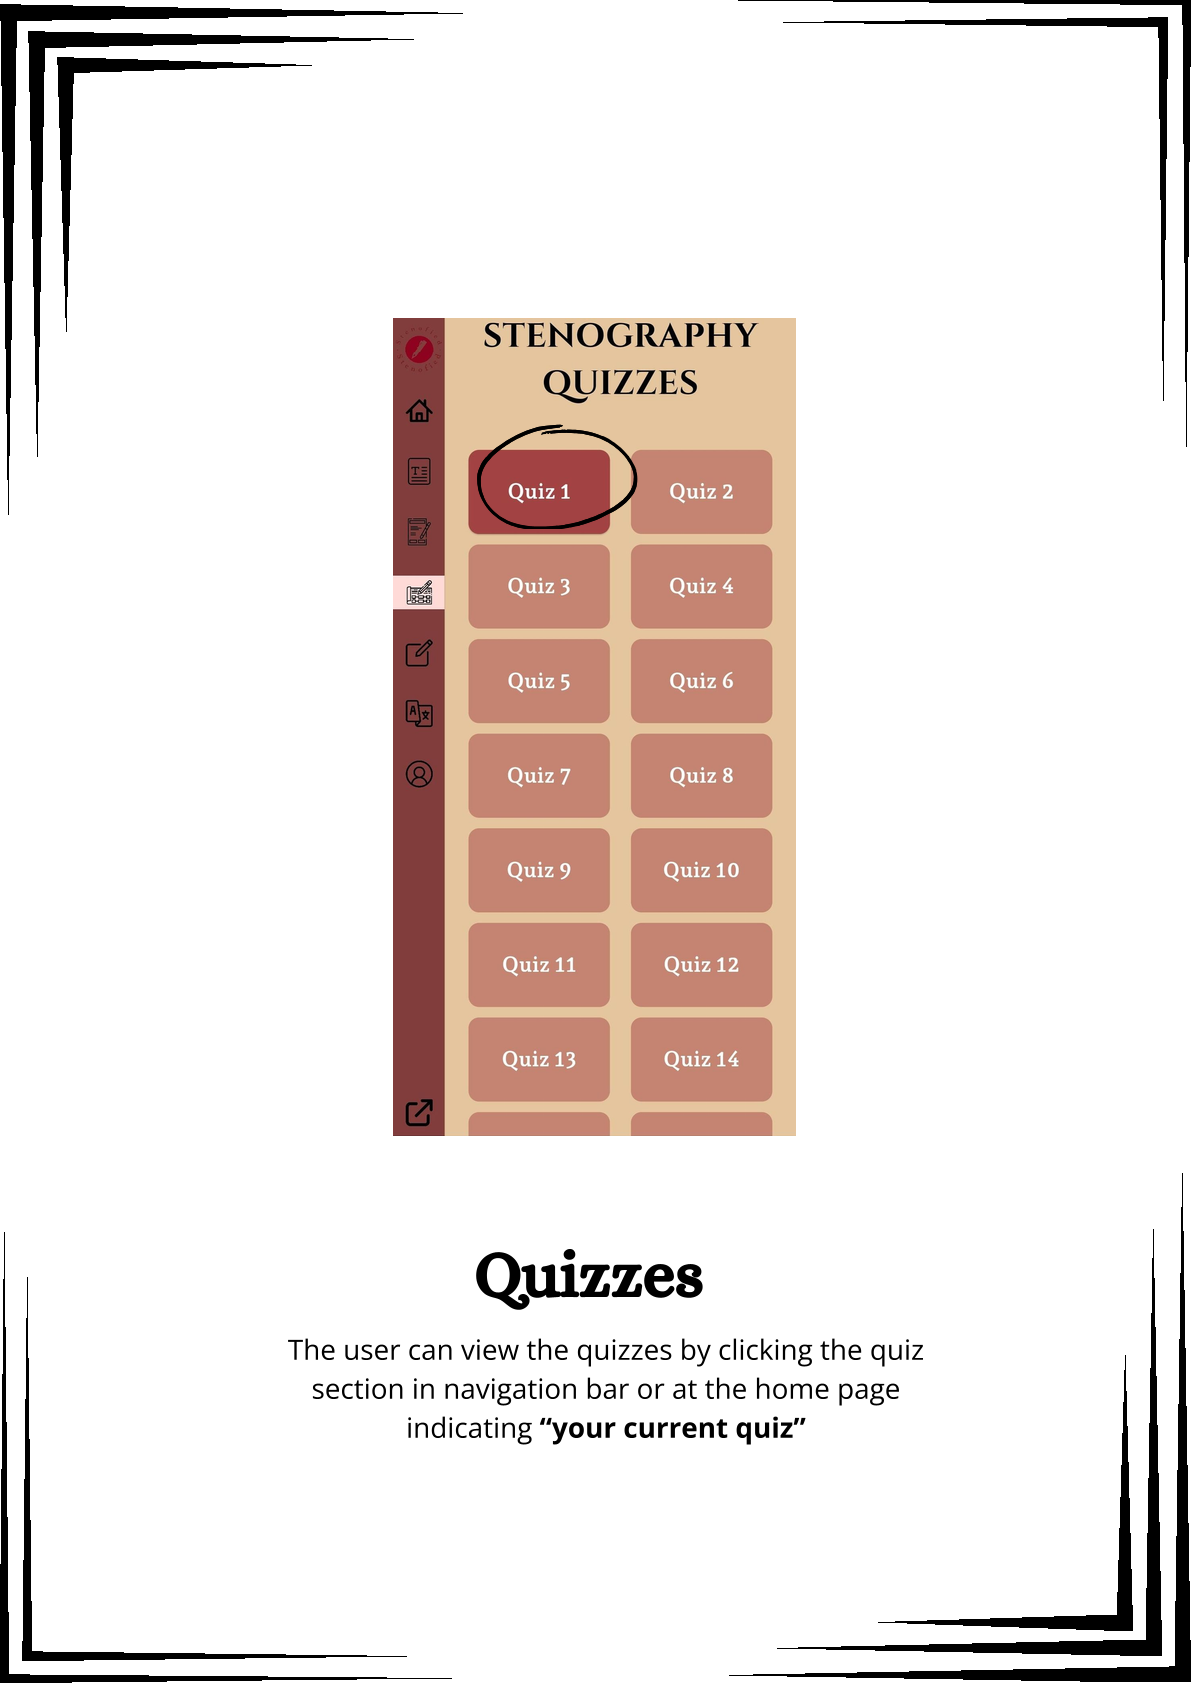 STENOGRAPHY
QUIZZES
Quiz 1
Quiz 2
Quiz 3
Quiz 4
Quiz 5
Quiz 6
Quiz 7
Quiz 8
Quiz 9
Quiz 10
Quiz 11
Quiz 12
Quiz 13
Quiz 14
Quizzes
The user can view the quizzes by clicking the quiz
section in navigation bar or at the home page
indicating “your current quiz”